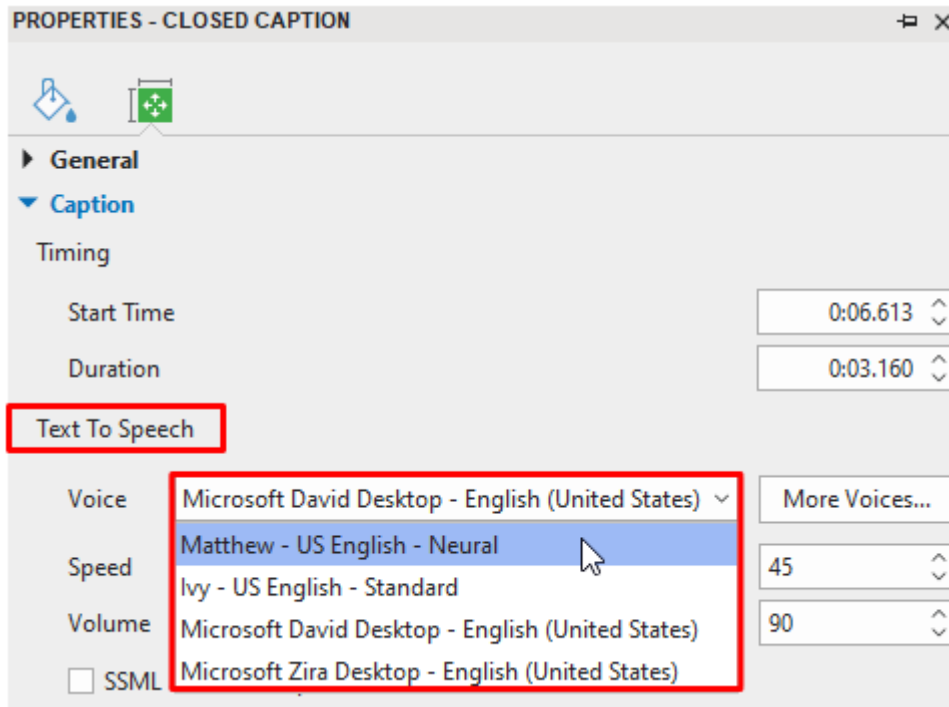 PROPERTIES - CLOSED CAPTION
General
Caption
Timing
Start Time 0:06.613
Duration 0:03.160
Text To Speech
Voice Microsoft David Desktop - English (United States) More Voices...
Matthew - US English - Neural
Speed 45
Ivy - US English - Standard
Volume 90
Microsoft David Desktop - English (United States)
SSML Microsoft Zira Desktop - English (United States)